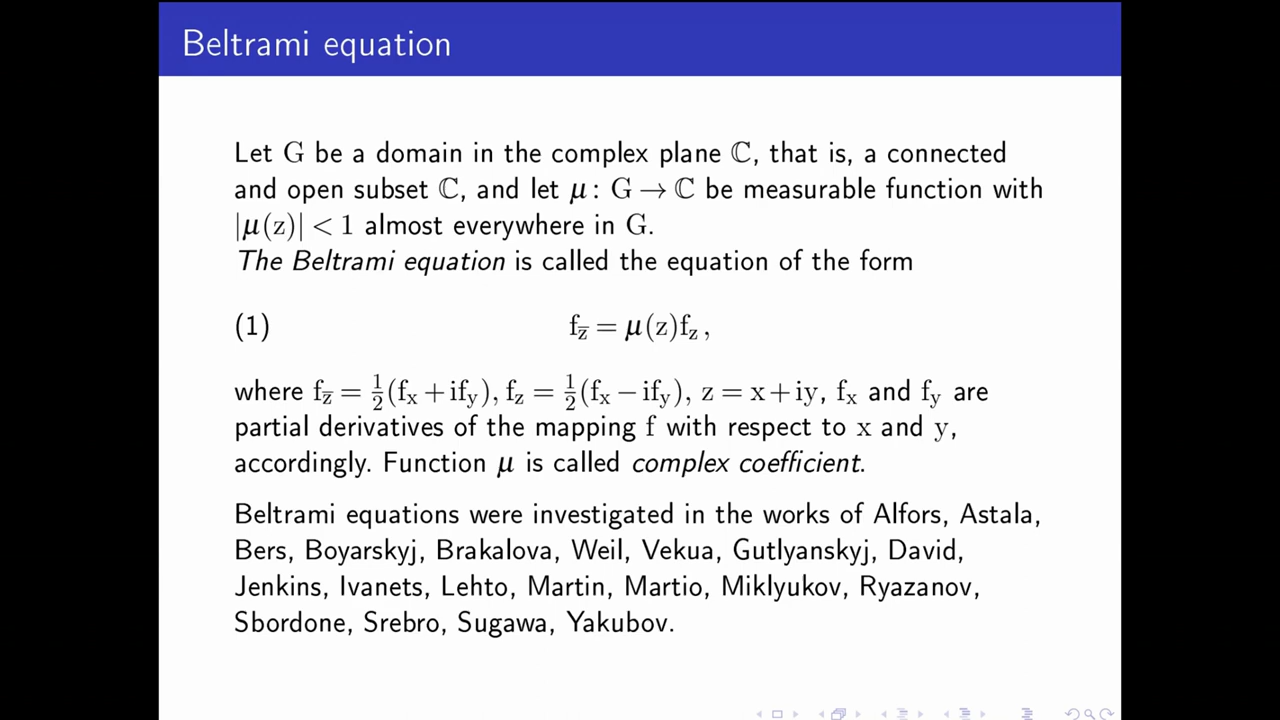 Beltrami equation
Let G be a domain in the complex plane ℂ, that is, a connected
and open subset ℂ, and let μ: G → ℂ be measurable function with
|μ(z)| < 1 almost everywhere in G.
The Beltrami equation is called the equation of the form
(1) f_z̅ = μ(z)f_z,
where f_z̅ = ½(f_x + if_y), f_z = ½(f_x − if_y), z = x + iy, f_x and f_y are
partial derivatives of the mapping f with respect to x and y,
accordingly. Function μ is called complex coefficient.
Beltrami equations were investigated in the works of Alfors, Astala,
Bers, Boyarskyj, Brakalova, Weil, Vekua, Gutlyanskyj, David,
Jenkins, Ivanets, Lehto, Martin, Martio, Miklyukov, Ryazanov,
Sbordone, Srebro, Sugawa, Yakubov.